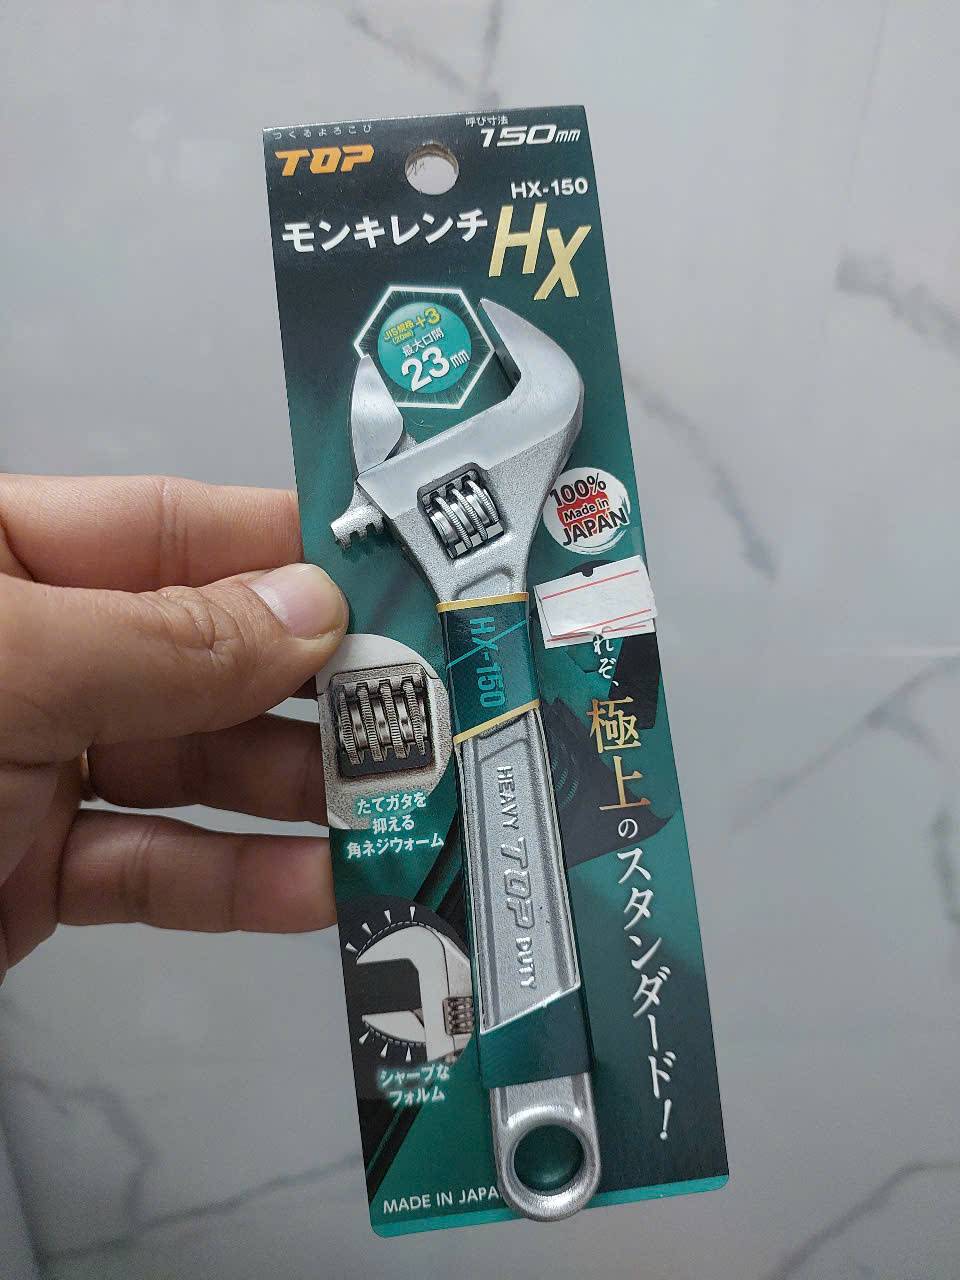 つくるよろこび
TOP
呼び寸法
150mm
HX-150
モンキレンチ
HX
JIS規格
(20mm)
+3
最大口開
23mm
100%
Made in
JAPAN
HX-150
れぞ、極上のスタンダード!
HEAVY TOP DUTY
たてガタを
抑える
角ネジウォーム
シャープな
フォルム
MADE IN JAPA